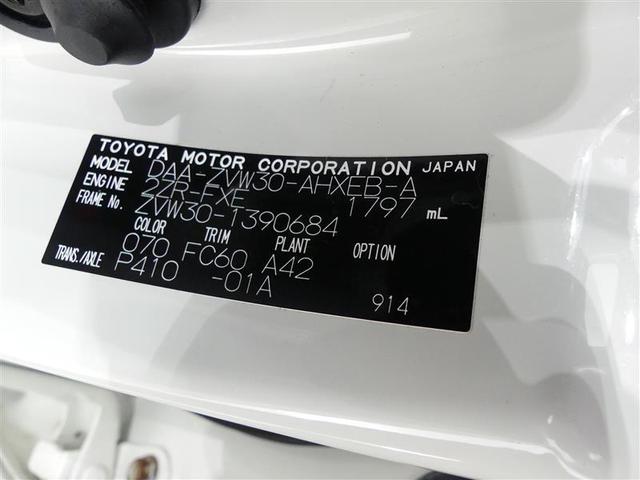 TOYOTA MOTOR CORPORATION JAPAN
MODEL DAA-ZVW30-AHXEB-A
ENGINE 2ZR-FXE 1797 mL
FRAME No. ZVW30-1390684
COLOR TRIM PLANT OPTION
070 FC60 A42
TRANS./AXLE P410 -01A
914